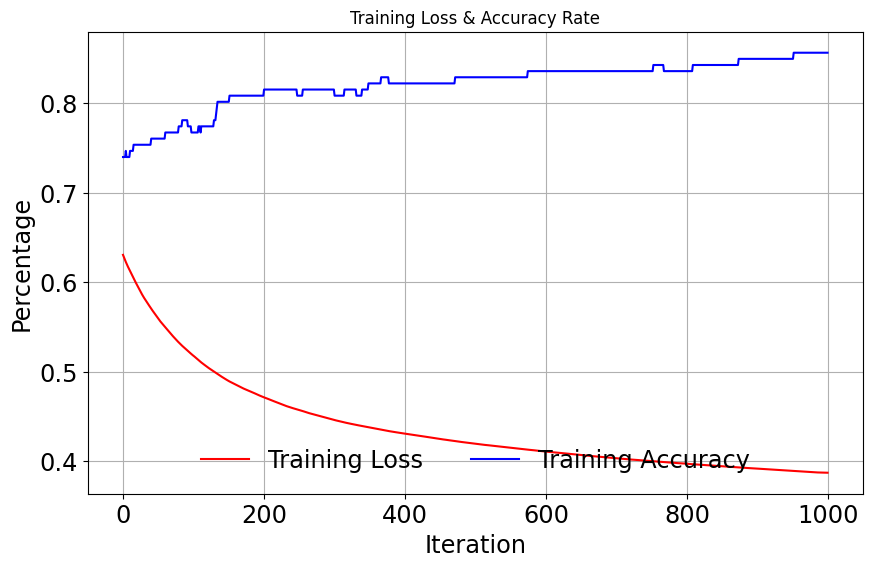 Training Loss & Accuracy Rate
Percentage
0.8
0.7
0.6
0.5
0.4
Training Loss
Training Accuracy
0
200
400
600
800
1000
Iteration